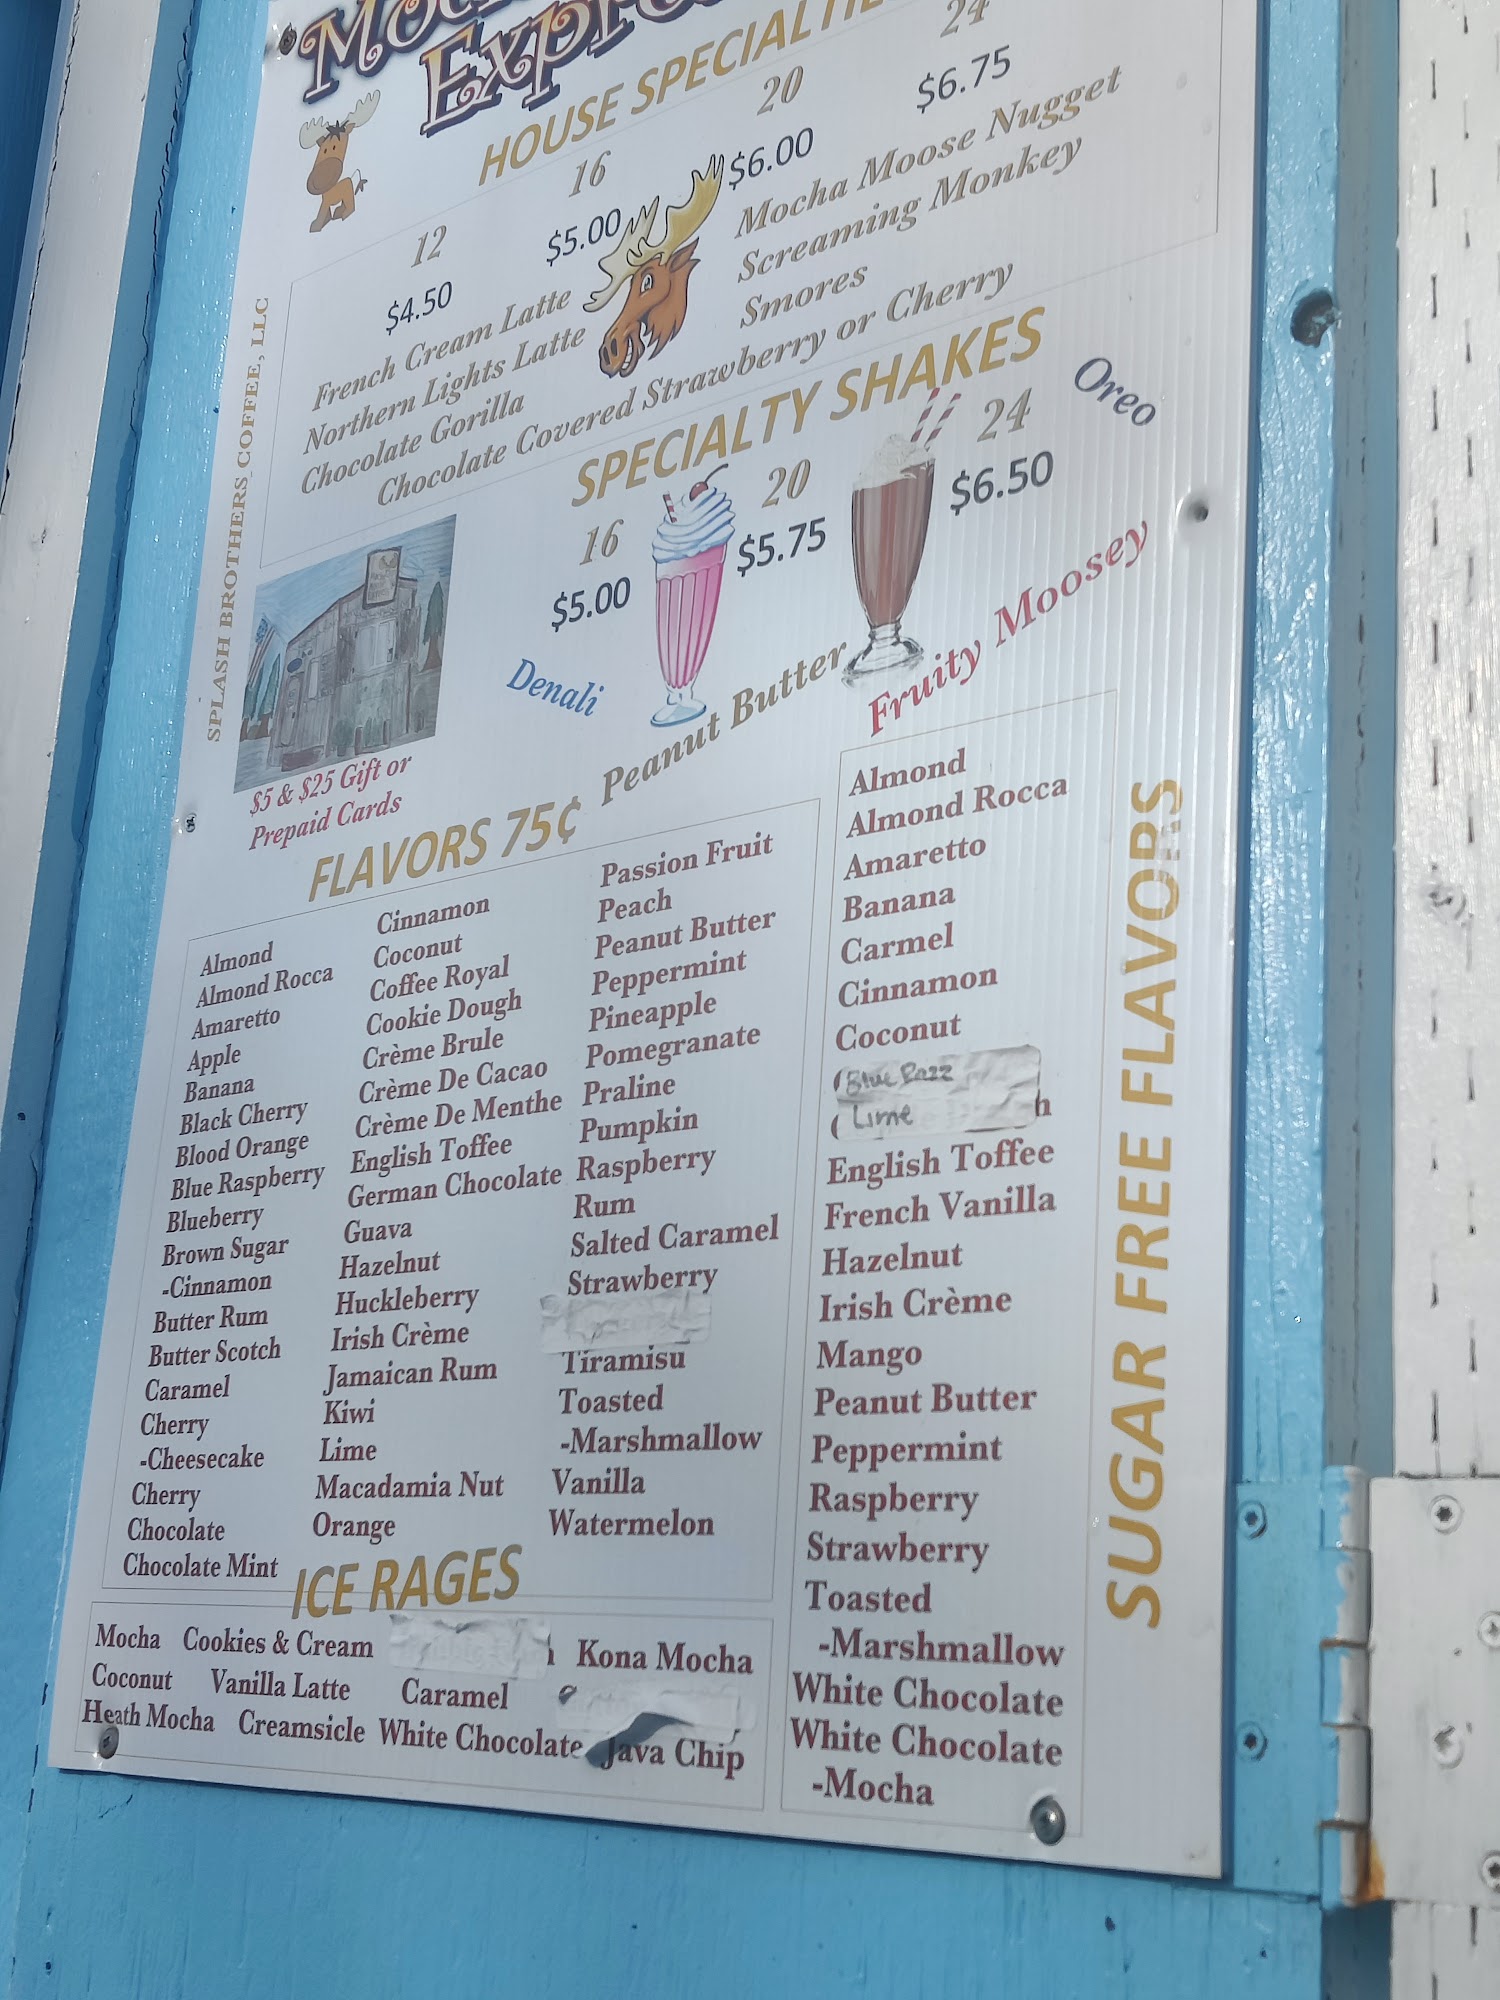 HOUSE SPECIALTIE
12 16 20 24
$4.50 $5.00 $6.00 $6.75
French Cream Latte
Northern Lights Latte
Chocolate Gorilla
Chocolate Covered Strawberry or Cherry
Mocha Moose Nugget
Screaming Monkey
Smores
SPLASH BROTHERS COFFEE, LLC
SPECIALTY SHAKES
16 20 24
$5.00 $5.75 $6.50
Oreo
Denali
Peanut Butter
Fruity Moosey
$5 & $25 Gift or
Prepaid Cards
FLAVORS 75¢
Almond
Almond Rocca
Amaretto
Apple
Banana
Black Cherry
Blood Orange
Blue Raspberry
Blueberry
Brown Sugar
-Cinnamon
Butter Rum
Butter Scotch
Caramel
Cherry
-Cheesecake
Cherry
Chocolate
Chocolate Mint
Cinnamon
Coconut
Coffee Royal
Cookie Dough
Crème Brule
Crème De Cacao
Crème De Menthe
English Toffee
German Chocolate
Guava
Hazelnut
Huckleberry
Irish Crème
Jamaican Rum
Kiwi
Lime
Macadamia Nut
Orange
Passion Fruit
Peach
Peanut Butter
Peppermint
Pineapple
Pomegranate
Praline
Pumpkin
Raspberry
Rum
Salted Caramel
Strawberry
Tiramisu
Toasted
-Marshmallow
Vanilla
Watermelon
SUGAR FREE FLAVORS
Almond
Almond Rocca
Amaretto
Banana
Carmel
Cinnamon
Coconut
Blue Razz
Lime
English Toffee
French Vanilla
Hazelnut
Irish Crème
Mango
Peanut Butter
Peppermint
Raspberry
Strawberry
Toasted
-Marshmallow
White Chocolate
White Chocolate
-Mocha
ICE RAGES
Mocha Cookies & Cream Kona Mocha
Coconut Vanilla Latte Caramel
Heath Mocha Creamsicle White Chocolate Java Chip